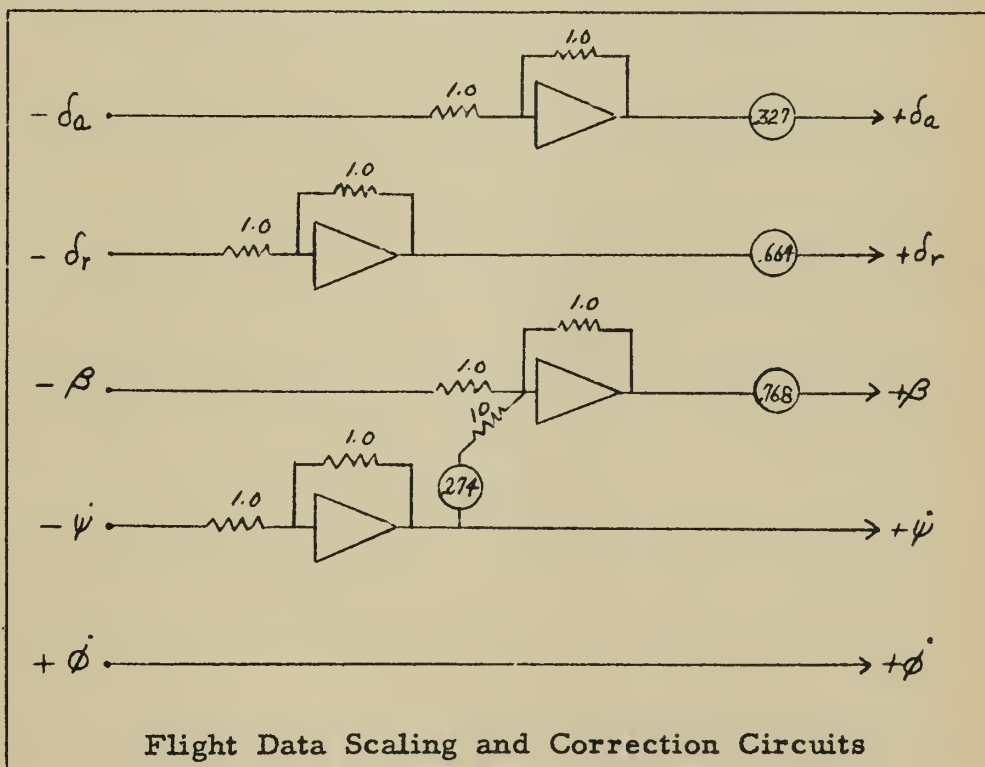 1.0
- δa 1.0 .327 +δa
1.0
- δr 1.0 .664 +δr
1.0
- β 1.0 .768 +β
10
1.0 .274
- ψ̇ 1.0 +ψ̇
+ φ̇ +φ̇
Flight Data Scaling and Correction Circuits